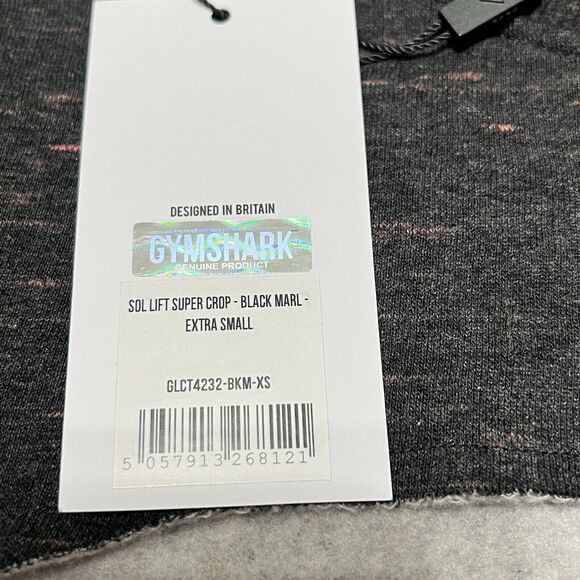 DESIGNED IN BRITAIN
GYMSHARK
GENUINE PRODUCT
SOL LIFT SUPER CROP - BLACK MARL -
EXTRA SMALL
GLCT4232-BKM-XS
5 057913 268121